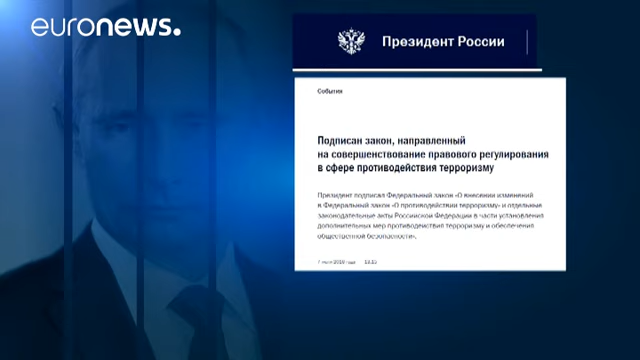 euronews.
Президент России
События
Подписан закон, направленный
на совершенствование правового регулирования
в сфере противодействия терроризму
Президент подписал Федеральный закон «О внесении изменений
в Федеральный закон «О противодействии терроризму» и отдельные
законодательные акты Российской Федерации в части установления
дополнительных мер противодействия терроризму и обеспечения
общественной безопасности».